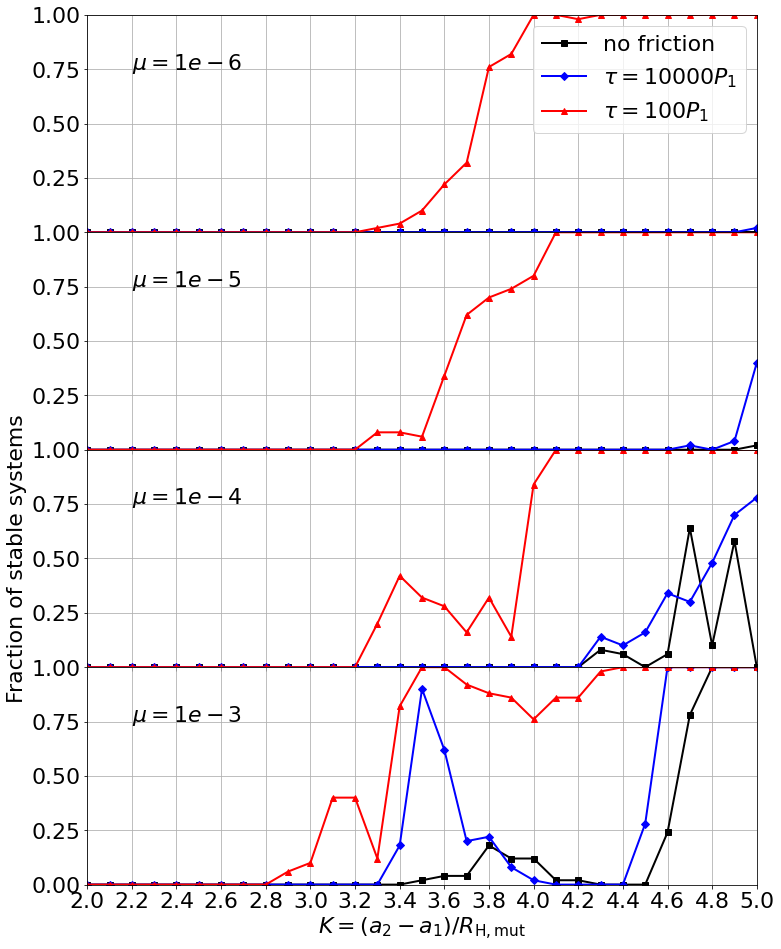 1.00
μ = 1e − 6
no friction
τ = 10000P₁
τ = 100P₁
0.75
0.50
0.25
1.00
μ = 1e − 5
0.75
0.50
0.25
1.00
μ = 1e − 4
0.75
0.50
0.25
1.00
μ = 1e − 3
0.75
0.50
0.25
0.00
Fraction of stable systems
2.0 2.2 2.4 2.6 2.8 3.0 3.2 3.4 3.6 3.8 4.0 4.2 4.4 4.6 4.8 5.0
K = (a₂ − a₁)/R_H,mut